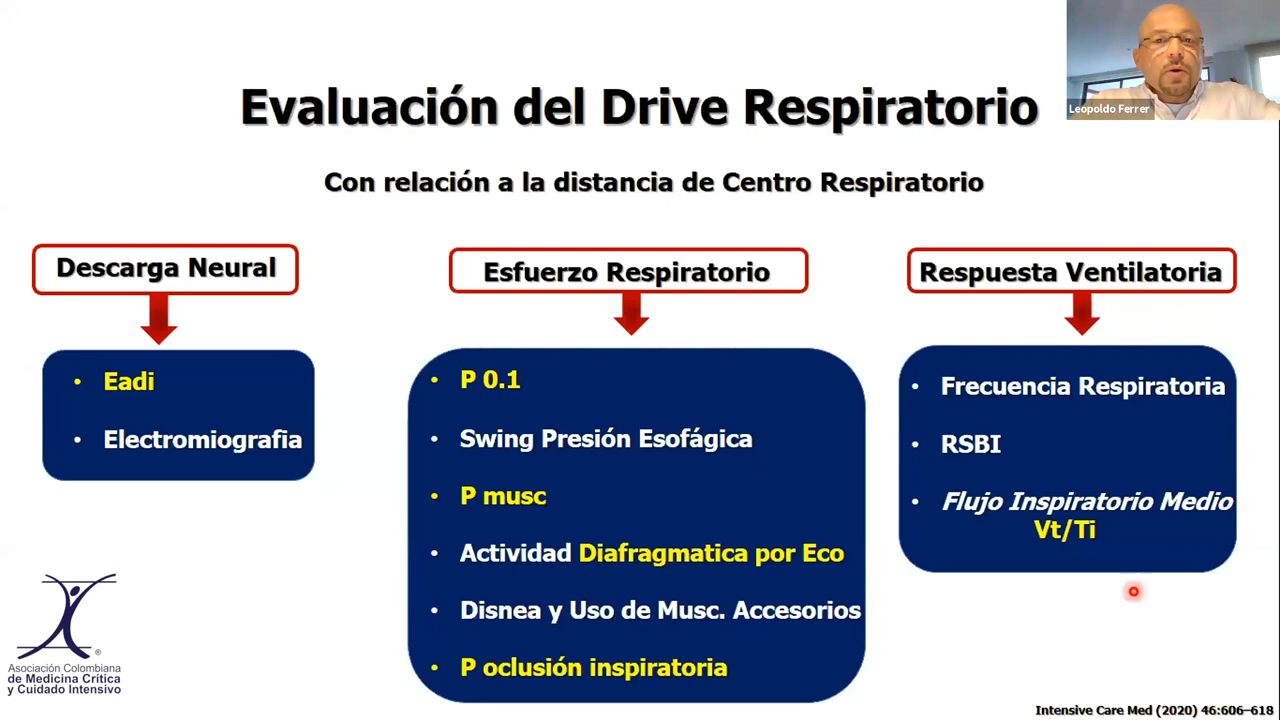 Leopoldo Ferrer
Evaluación del Drive Respiratorio
Con relación a la distancia de Centro Respiratorio
Descarga Neural
• Eadi
• Electromiografia
Esfuerzo Respiratorio
• P 0.1
• Swing Presión Esofágica
• P musc
• Actividad Diafragmatica por Eco
• Disnea y Uso de Musc. Accesorios
• P oclusión inspiratoria
Respuesta Ventilatoria
• Frecuencia Respiratoria
• RSBI
• Flujo Inspiratorio Medio
Vt/Ti
®
Asociación Colombiana
de Medicina Crítica
y Cuidado Intensivo
Intensive Care Med (2020) 46:606–618